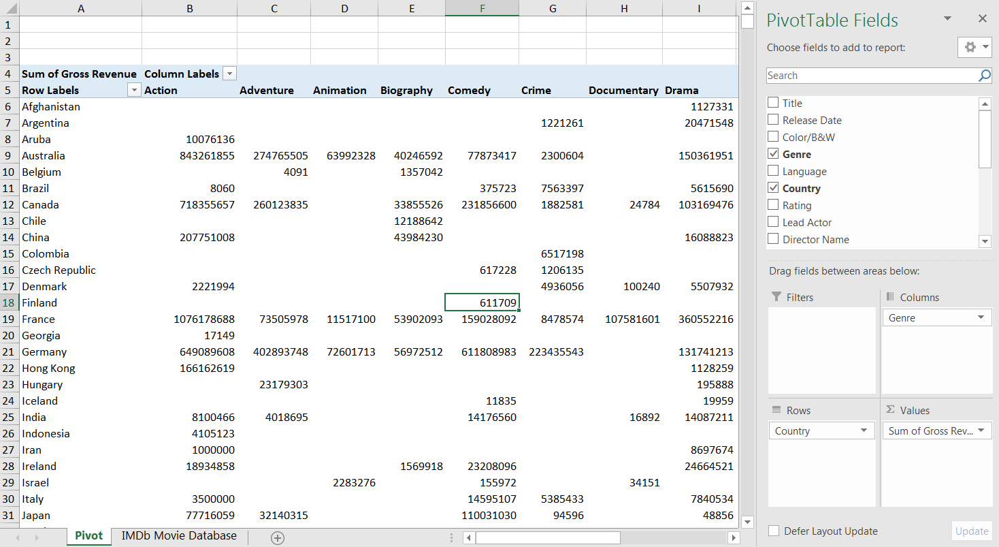 A B C D E F G H I
1
2
3
4 Sum of Gross Revenue Column Labels
5 Row Labels Action Adventure Animation Biography Comedy Crime Documentary Drama
6 Afghanistan 1127331
7 Argentina 1221261 20471548
8 Aruba 10076136
9 Australia 843261855 274765505 63992328 40246592 77873417 2300604 150361951
10 Belgium 4091 1357042
11 Brazil 8060 375723 7563397 5615690
12 Canada 718355657 260123835 33855526 231856600 1882581 24784 103169476
13 Chile 12188642
14 China 207751008 43984230 16088823
15 Colombia 6517198
16 Czech Republic 617228 1206135
17 Denmark 2221994 4936056 100240 5507932
18 Finland 611709
19 France 1076178688 73505978 11517100 53902093 159028092 8478574 107581601 360552216
20 Georgia 17149
21 Germany 649089608 402893748 72601713 56972512 611808983 223435543 131741213
22 Hong Kong 166162619 1128259
23 Hungary 23179303 195888
24 Iceland 11835 19959
25 India 8100466 4018695 14176560 16892 14087211
26 Indonesia 4105123
27 Iran 1000000 8697674
28 Ireland 18934858 1569918 23208096 24664521
29 Israel 2283276 155972 34151
30 Italy 3500000 14595107 5385433 7840534
31 Japan 77716059 32140315 110031030 94596 48856
Pivot IMDb Movie Database
PivotTable Fields
Choose fields to add to report:
Search
Title
Release Date
Color/B&W
Genre
Language
Country
Rating
Lead Actor
Director Name
Drag fields between areas below:
Filters Columns
Genre
Rows Values
Country Sum of Gross Rev...
Defer Layout Update Update